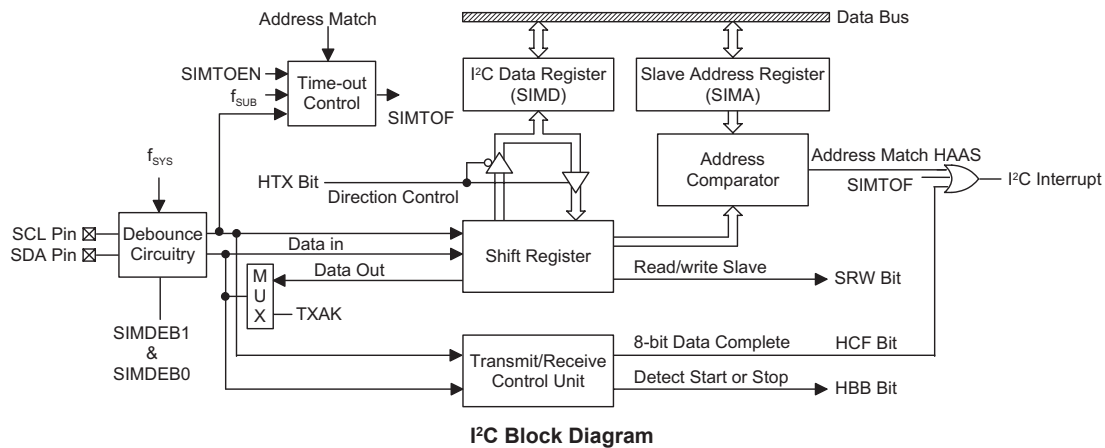 Data Bus
Address Match
SIMTOEN
fSUB
Time-out
Control
SIMTOF
I²C Data Register
(SIMD)
Slave Address Register
(SIMA)
fSYS
HTX Bit
Direction Control
Address
Comparator
Address Match HAAS
SIMTOF
I²C Interrupt
SCL Pin
SDA Pin
Debounce
Circuitry
Data in
Shift Register
Data Out
Read/write Slave
SRW Bit
M
U
X
TXAK
SIMDEB1
&
SIMDEB0
Transmit/Receive
Control Unit
8-bit Data Complete
HCF Bit
Detect Start or Stop
HBB Bit
I²C Block Diagram